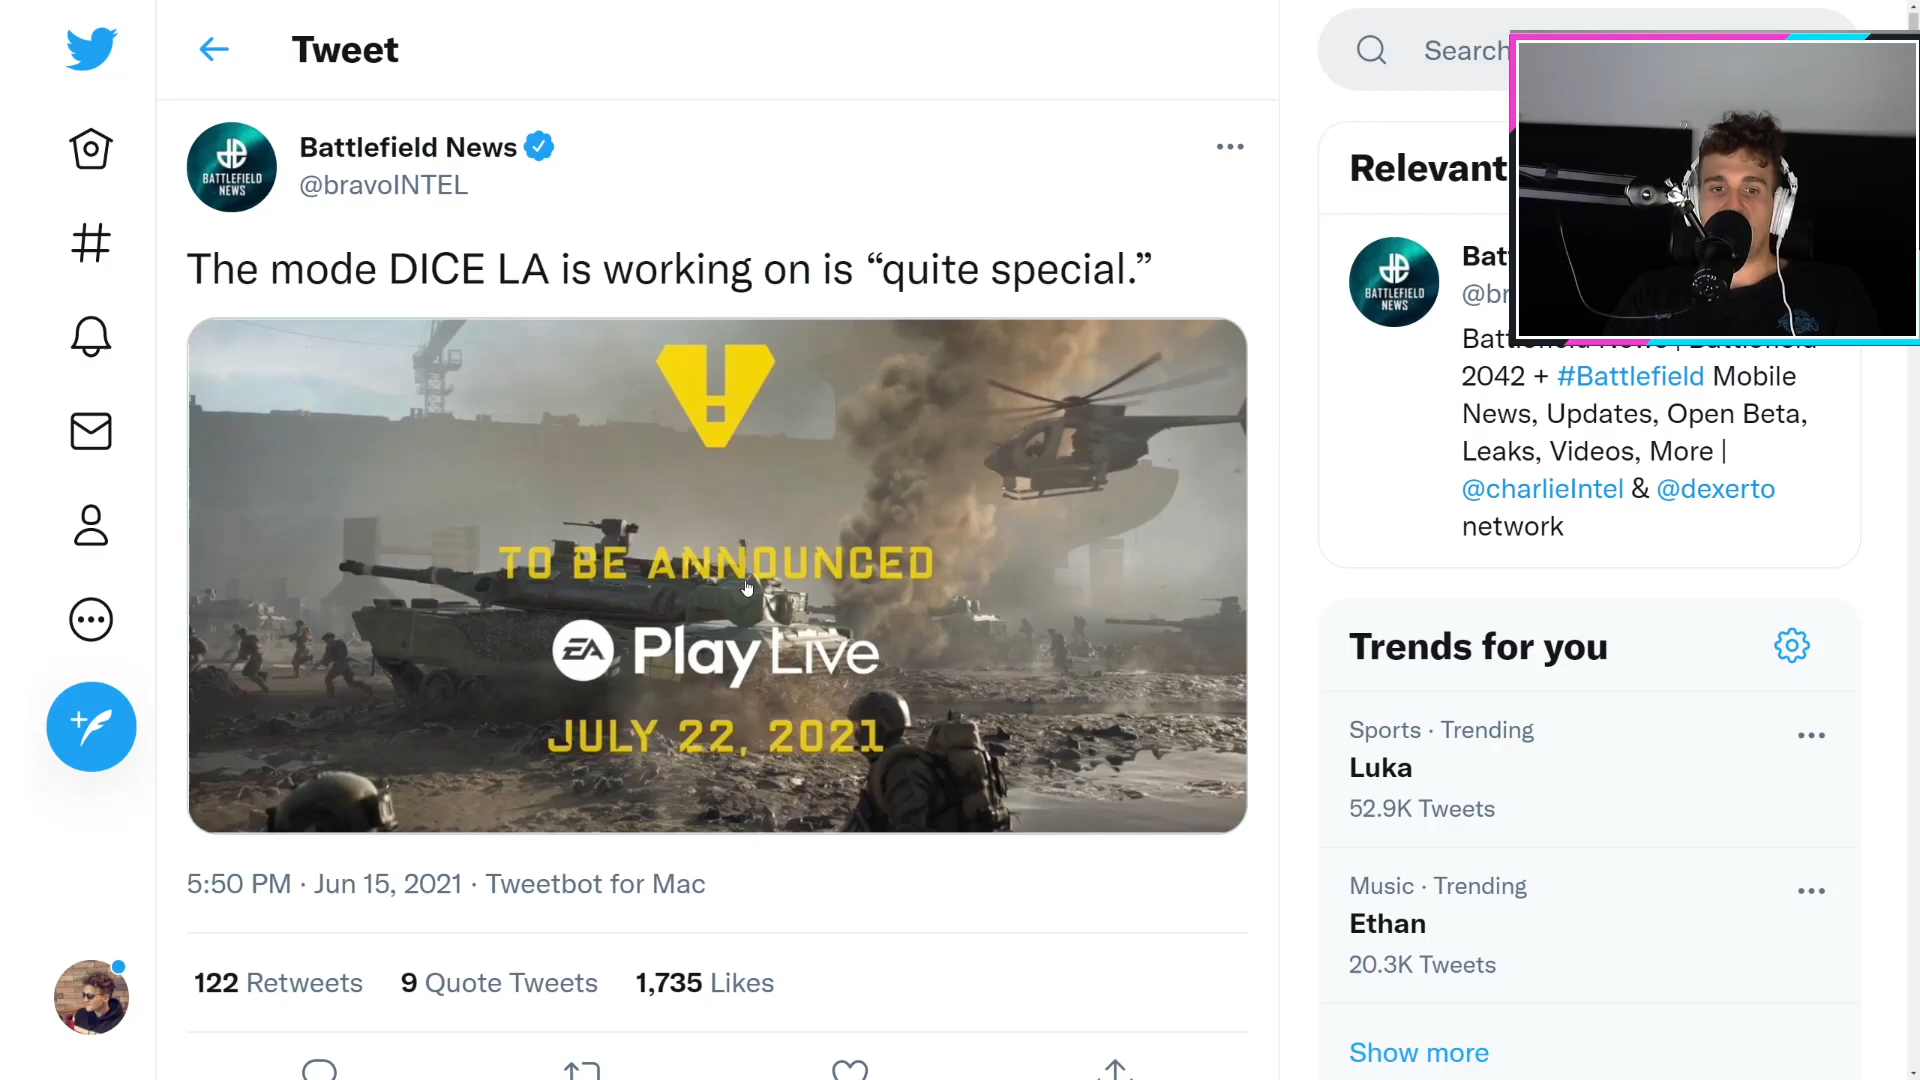 Tweet
Search
Battlefield News
@bravoINTEL
The mode DICE LA is working on is “quite special.”
BATTLEFIELD
NEWS
TO BE ANNOUNCED
EA Play Live
JULY 22, 2021
5:50 PM · Jun 15, 2021 · Tweetbot for Mac
122 Retweets 9 Quote Tweets 1,735 Likes
Relevant
BATTLEFIELD
NEWS
Bat
@br
2042 + #Battlefield Mobile
News, Updates, Open Beta,
Leaks, Videos, More |
@charlieIntel & @dexerto
network
Trends for you
Sports · Trending
Luka
52.9K Tweets
Music · Trending
Ethan
20.3K Tweets
Show more